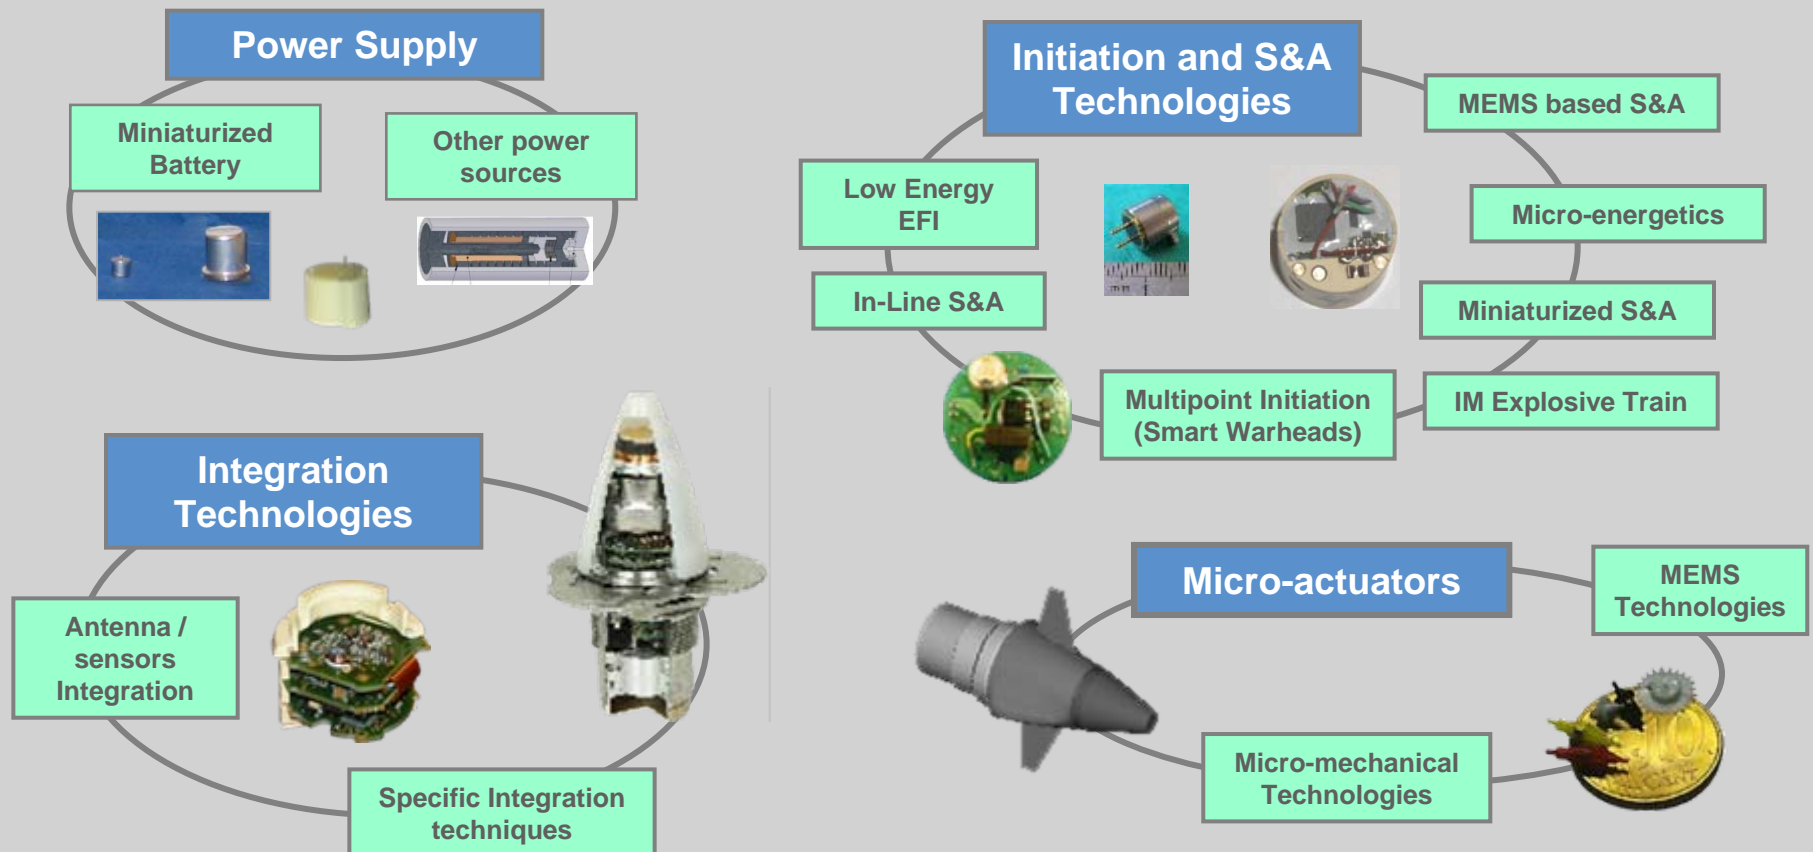 Power Supply
Miniaturized
Battery
Other power
sources
Initiation and S&A
Technologies
MEMS based S&A
Low Energy
EFI
Micro-energetics
In-Line S&A
Miniaturized S&A
mm
Multipoint Initiation
(Smart Warheads)
IM Explosive Train
Integration
Technologies
Antenna /
sensors
Integration
Specific Integration
techniques
Micro-actuators
MEMS
Technologies
Micro-mechanical
Technologies
10